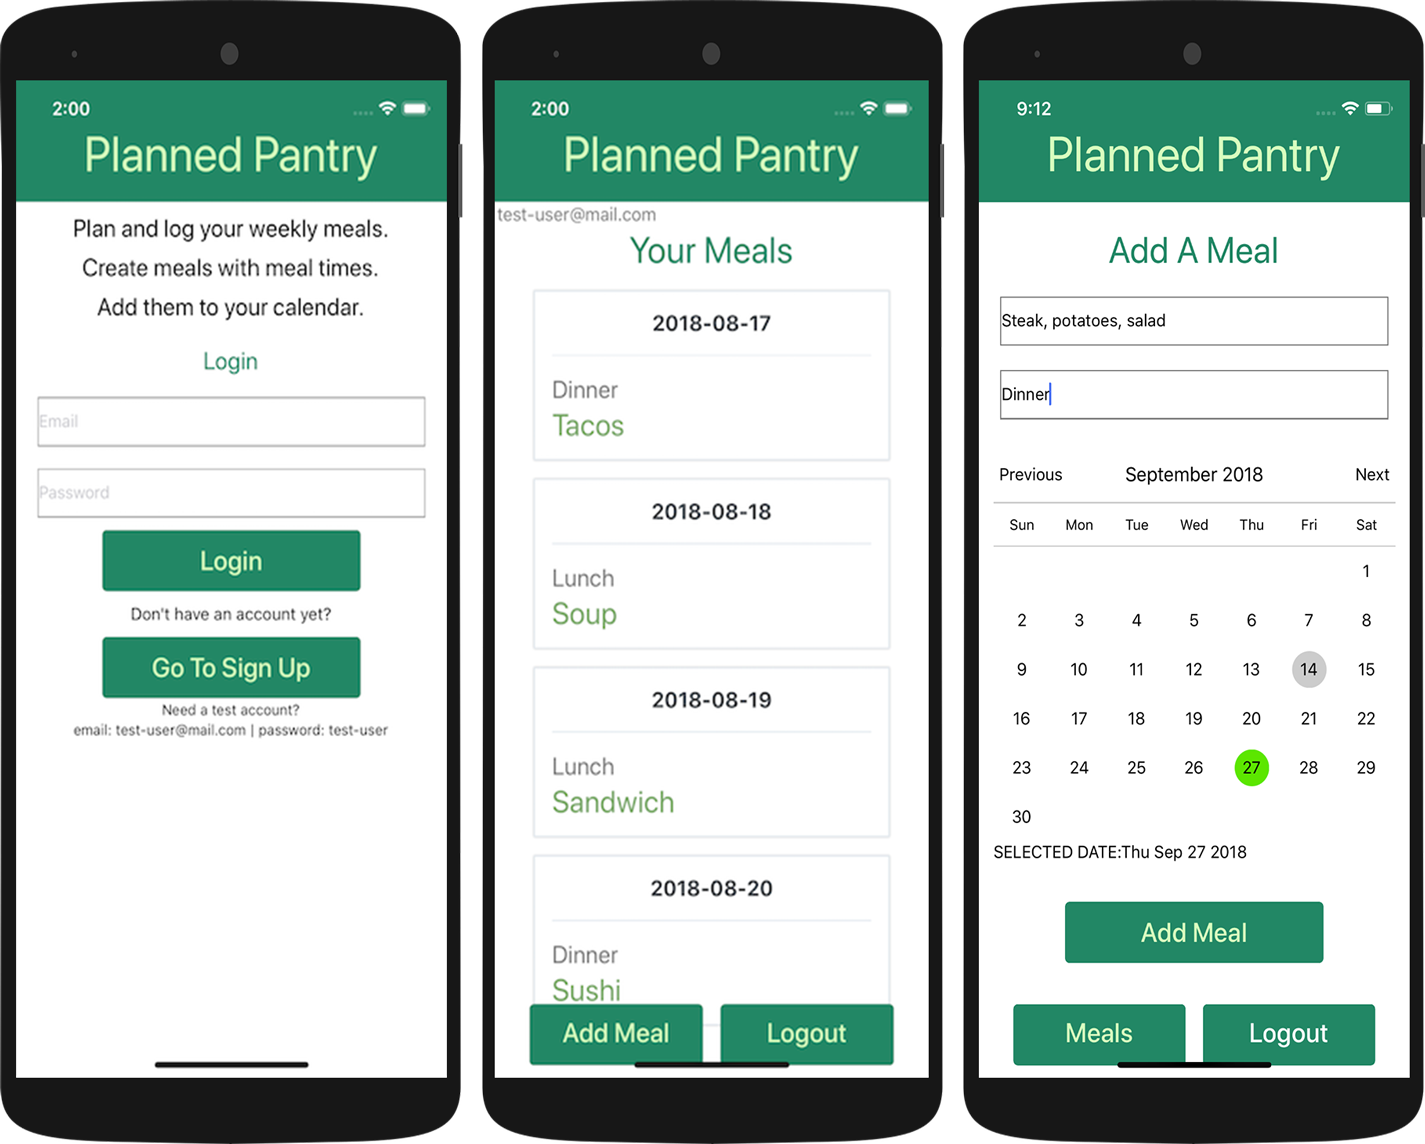 2:00
Planned Pantry
Plan and log your weekly meals.
Create meals with meal times.
Add them to your calendar.
Login
Email
Password
Login
Don't have an account yet?
Go To Sign Up
Need a test account?
email: test-user@mail.com | password: test-user
2:00
Planned Pantry
test-user@mail.com
Your Meals
2018-08-17
Dinner
Tacos
2018-08-18
Lunch
Soup
2018-08-19
Lunch
Sandwich
2018-08-20
Dinner
Sushi
Add Meal Logout
9:12
Planned Pantry
Add A Meal
Steak, potatoes, salad
Dinner
Previous September 2018 Next
Sun Mon Tue Wed Thu Fri Sat
1
2 3 4 5 6 7 8
9 10 11 12 13 14 15
16 17 18 19 20 21 22
23 24 25 26 27 28 29
30
SELECTED DATE:Thu Sep 27 2018
Add Meal
Meals Logout